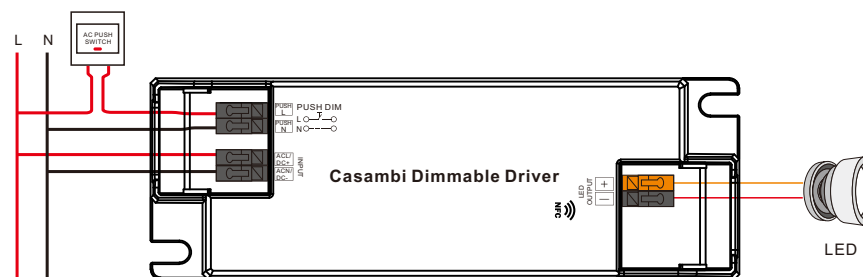 L N
AC PUSH
SWITCH
PUSH
L
PUSH DIM
L
PUSH
N
N
ACL/
DC+
ACN/
DC-
INPUT
Casambi Dimmable Driver
NFC
LED
OUTPUT
+
—
LED